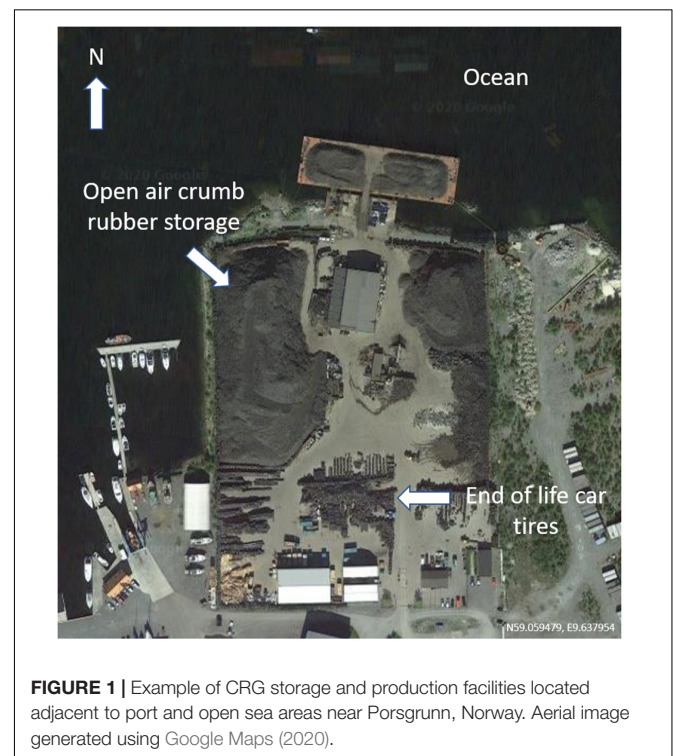 N
Ocean
© 2020 Google
© 2020 Google
Open air crumb
rubber storage
End of life car
tires
N59.059479, E9.637954
FIGURE 1 | Example of CRG storage and production facilities located
adjacent to port and open sea areas near Porsgrunn, Norway. Aerial image
generated using Google Maps (2020).